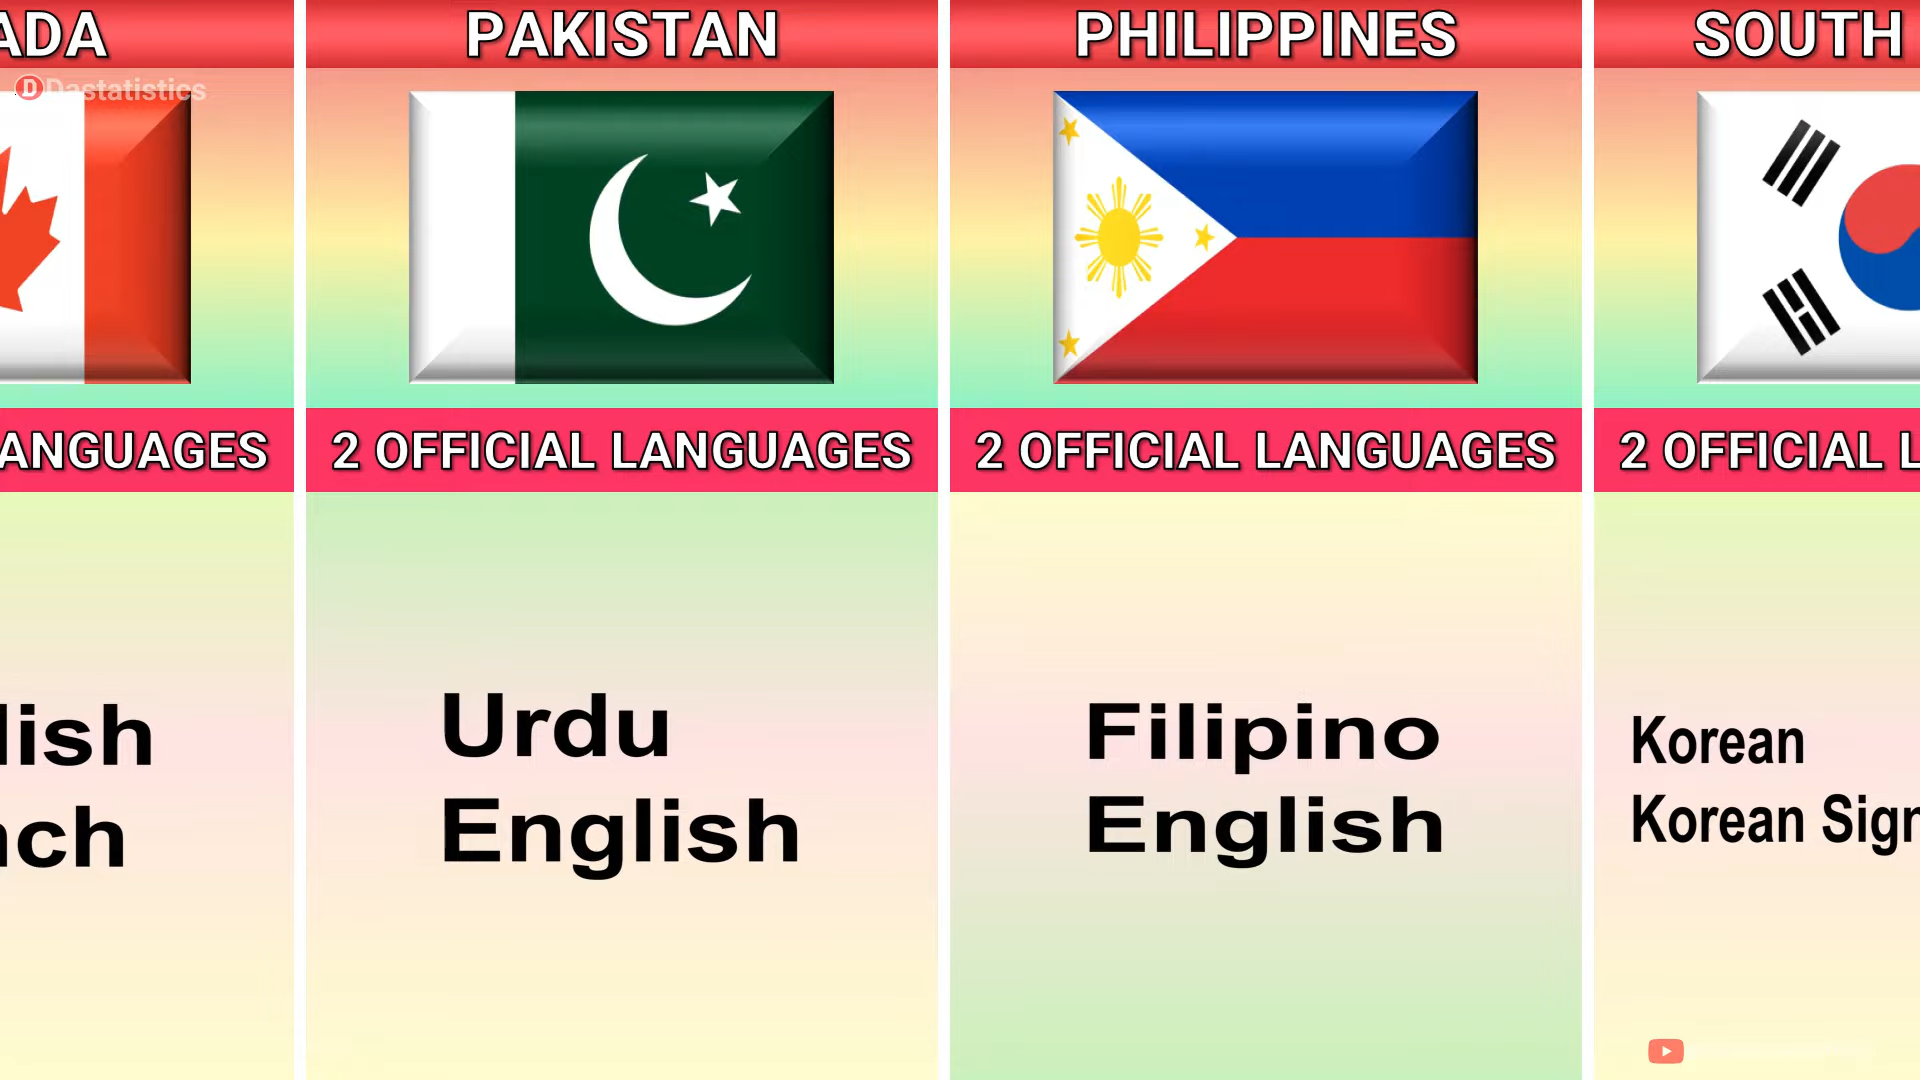 ADA
PAKISTAN
PHILIPPINES
SOUTH
Dastatistics
ANGUAGES
2 OFFICIAL LANGUAGES
2 OFFICIAL LANGUAGES
2 OFFICIAL L
lish
nch
Urdu
English
Filipino
English
Korean
Korean Sign